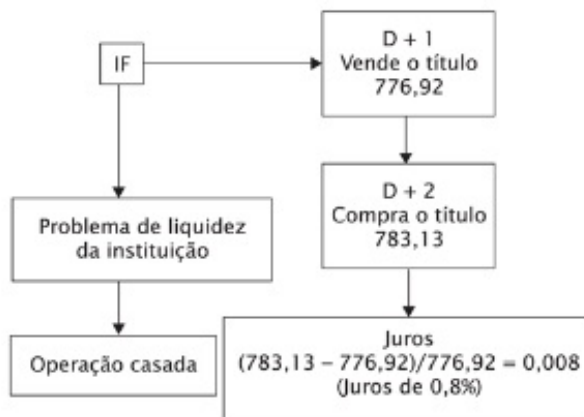 IF
D + 1
Vende o título
776,92
D + 2
Compra o título
783,13
Problema de liquidez
da instituição
Operação casada
Juros
(783,13 – 776,92)/776,92 = 0,008
(Juros de 0,8%)